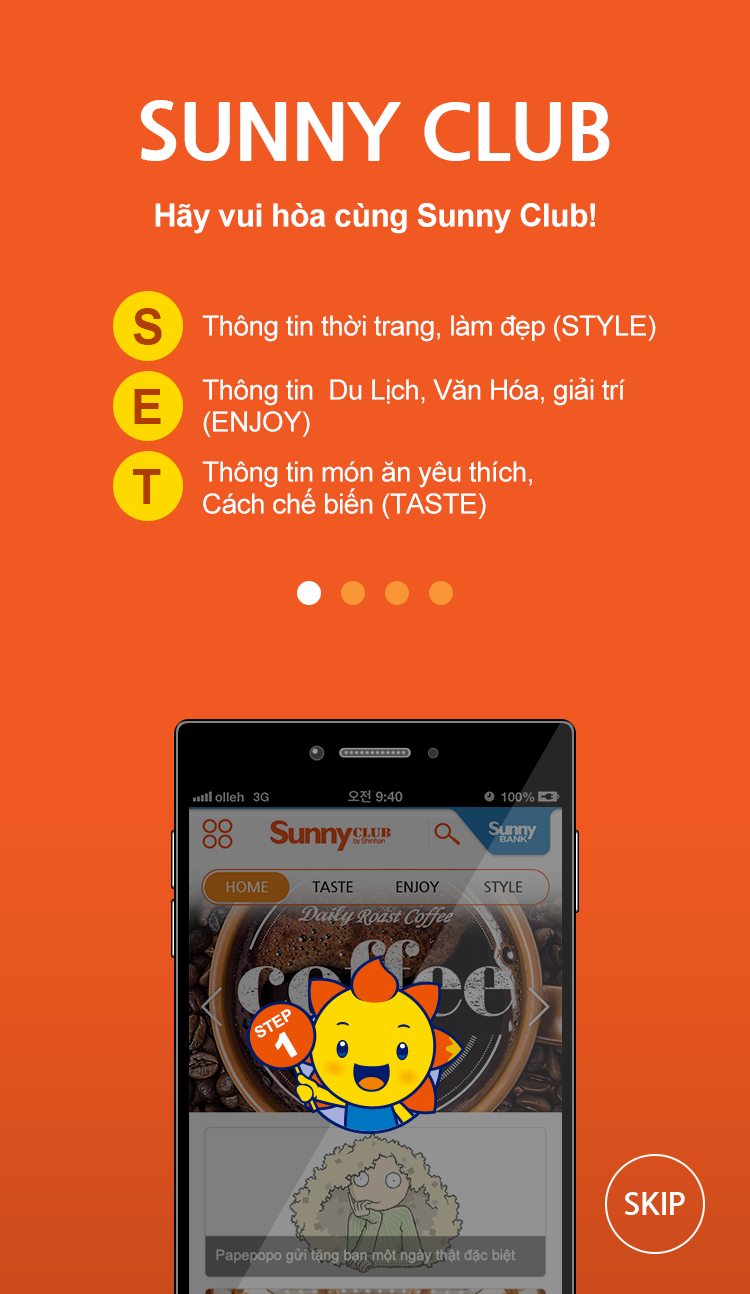 SUNNY CLUB
Hãy vui hòa cùng Sunny Club!
S
Thông tin thời trang, làm đẹp (STYLE)
E
Thông tin  Du Lịch, Văn Hóa, giải trí
(ENJOY)
T
Thông tin món ăn yêu thích,
Cách chế biến (TASTE)
olleh 3G 오전 9:40 100%
Sunny CLUB
by Shinhan
Sunny
BANK
HOME TASTE ENJOY STYLE
Daily Roast Coffee
coffee
STEP
1
Papepopo gửi tặng bạn một ngày thật đặc biệt
SKIP